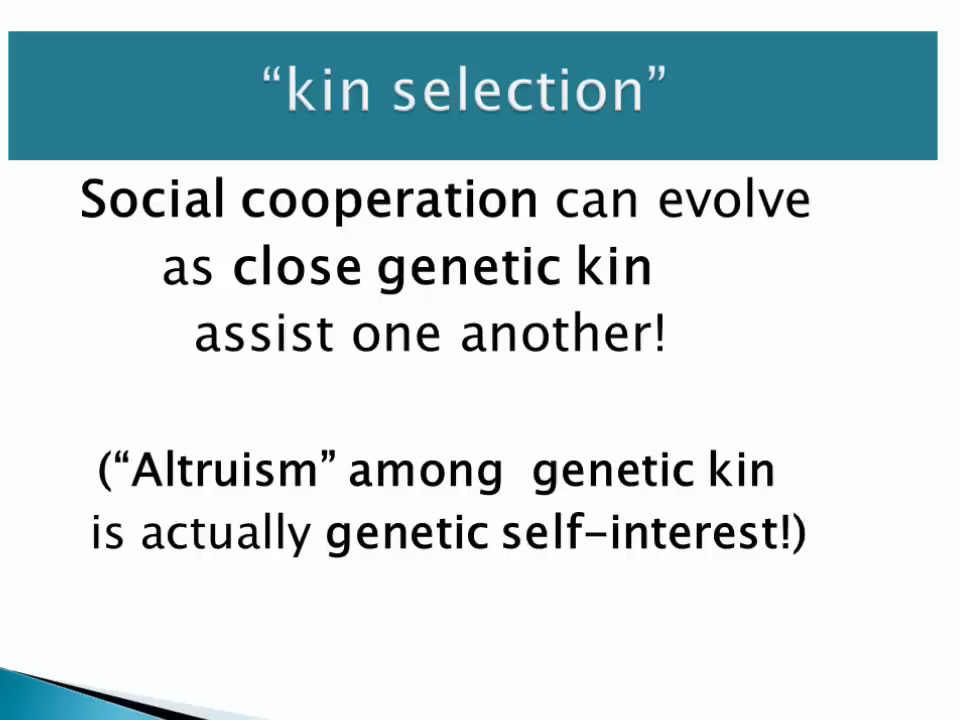 “kin selection”
Social cooperation can evolve
as close genetic kin
assist one another!
(“Altruism” among genetic kin
is actually genetic self-interest!)